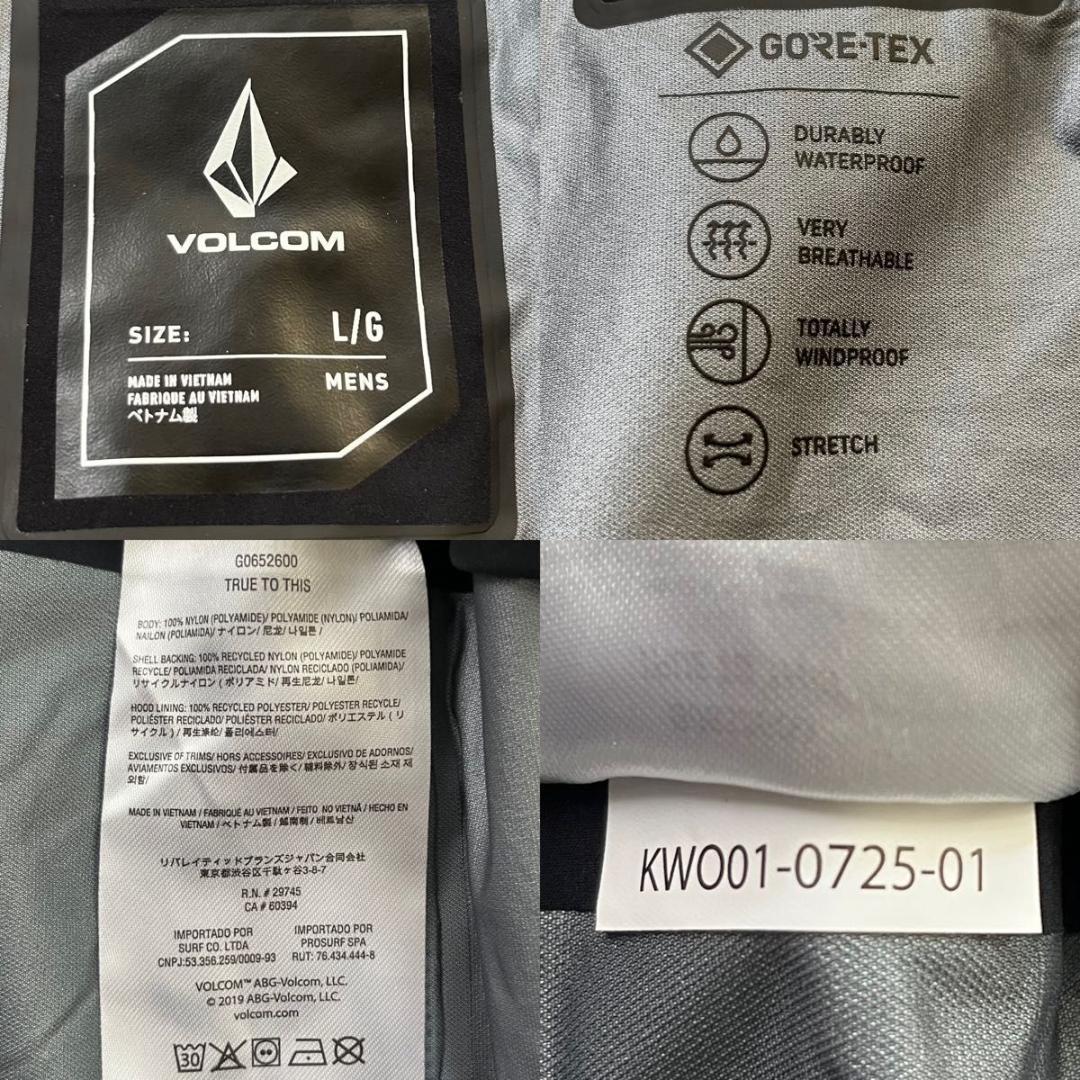 VOLCOM
SIZE: L/G
MADE IN VIETNAM MENS
FABRIQUE AU VIETNAM
ベトナム製
GORE-TEX
DURABLY
WATERPROOF
VERY
BREATHABLE
TOTALLY
WINDPROOF
STRETCH
G0652600
TRUE TO THIS
BODY: 100% NYLON (POLYAMIDE)/ POLYAMIDE (NYLON)/ POLIAMIDA/
NAILON (POLIAMIDA)/ ナイロン/ 尼龙/ 나일론 /
SHELL BACKING: 100% RECYCLED NYLON (POLYAMIDE)/ POLYAMIDE
RECYCLE/ POLIAMIDA RECICLADA/ NYLON RECICLADO (POLIAMIDA)/
リサイクルナイロン ( ポリアミド/ 再生尼龙/ 나일론/
HOOD LINING: 100% RECYCLED POLYESTER/ POLYESTER RECYCLE/
POLIÉSTER RECICLADO/ POLIÉSTER RECICLADO/ ポリエステル ( リ
サイクル ) / 再生涤纶/ 폴리에스터/
EXCLUSIVE OF TRIMS/ HORS ACCESSOIRES/ EXCLUSIVO DE ADORNOS/
AVIAMENTOS EXCLUSIVOS/ 付属品を除く/ 辅料除外/ 장식된 소재 제
외함/
MADE IN VIETNAM / FABRIQUÉ AU VIETNAM / FEITO NO VIETNÃ / HECHO EN
VIETNAM / ベトナム製 / 越南制 / 베트남산
リバレイティッドブランズジャパン合同会社
東京都渋谷区千駄ヶ谷3-8-7
R.N. # 29745
CA # 60394
IMPORTADO POR IMPORTADO POR
SURF CO. LTDA PROSURF SPA
CNPJ:53.356.259/0009-93 RUT: 76.434.444-8
VOLCOM™ ABG-Volcom, LLC.
© 2019 ABG-Volcom, LLC.
volcom.com
30
KWO01-0725-01